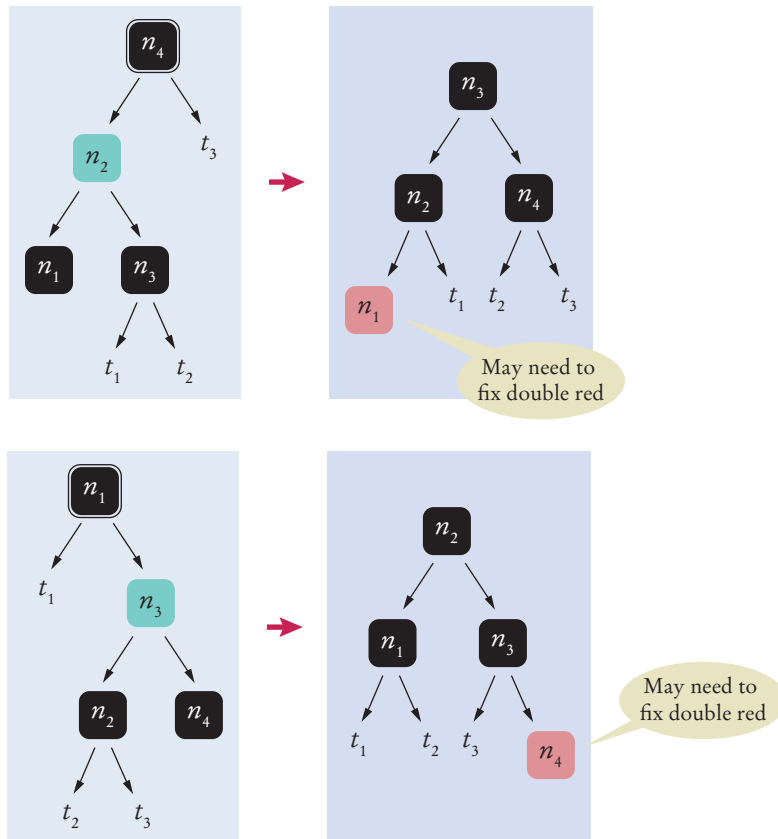 n₄
n₃
n₂
t₃
n₂
n₄
n₁
n₃
n₁
t₁
t₂
t₃
t₁
t₂
May need to
fix double red
n₁
n₂
t₁
n₃
n₁
n₃
n₂
n₄
t₁
t₂
t₃
n₄
May need to
fix double red
t₂
t₃